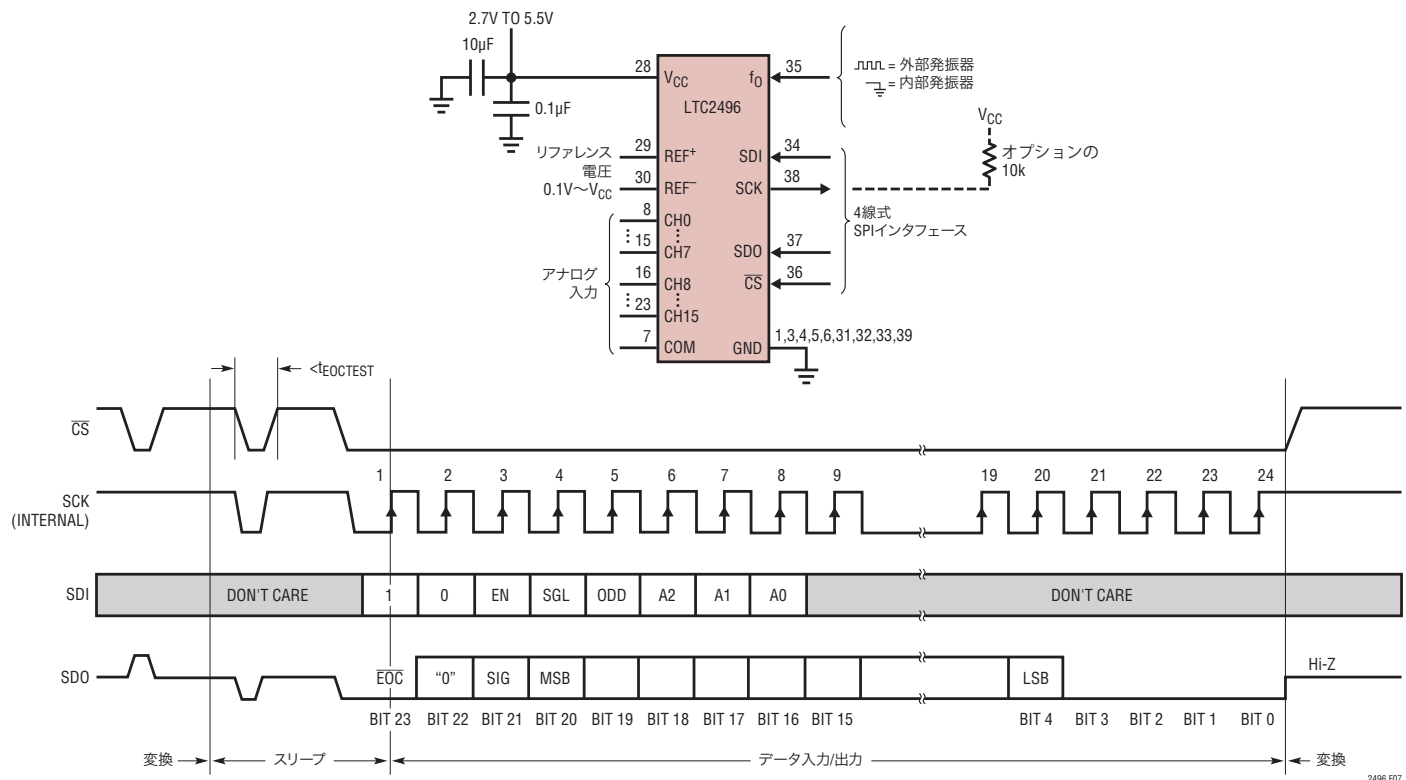 2.7V TO 5.5V
10µF
0.1µF
28
VCC
LTC2496
fO
35
= 外部発振器
= 内部発振器
リファレンス
電圧
0.1V~VCC
29
REF+
30
REF–
SDI
34
SCK
38
VCC
オプションの
10k
4線式
SPIインタフェース
アナログ
入力
8
CH0
15
CH7
16
CH8
23
CH15
7
COM
SDO
37
CS
36
GND
1,3,4,5,6,31,32,33,39
<tEOCTEST
CS
SCK
(INTERNAL)
1 2 3 4 5 6 7 8 9 19 20 21 22 23 24
SDI
DON'T CARE 1 0 EN SGL ODD A2 A1 A0 DON'T CARE
SDO
EOC “0” SIG MSB LSB Hi-Z
BIT 23 BIT 22 BIT 21 BIT 20 BIT 19 BIT 18 BIT 17 BIT 16 BIT 15 BIT 4 BIT 3 BIT 2 BIT 1 BIT 0
変換 スリープ データ入力/出力 変換
2496 F07